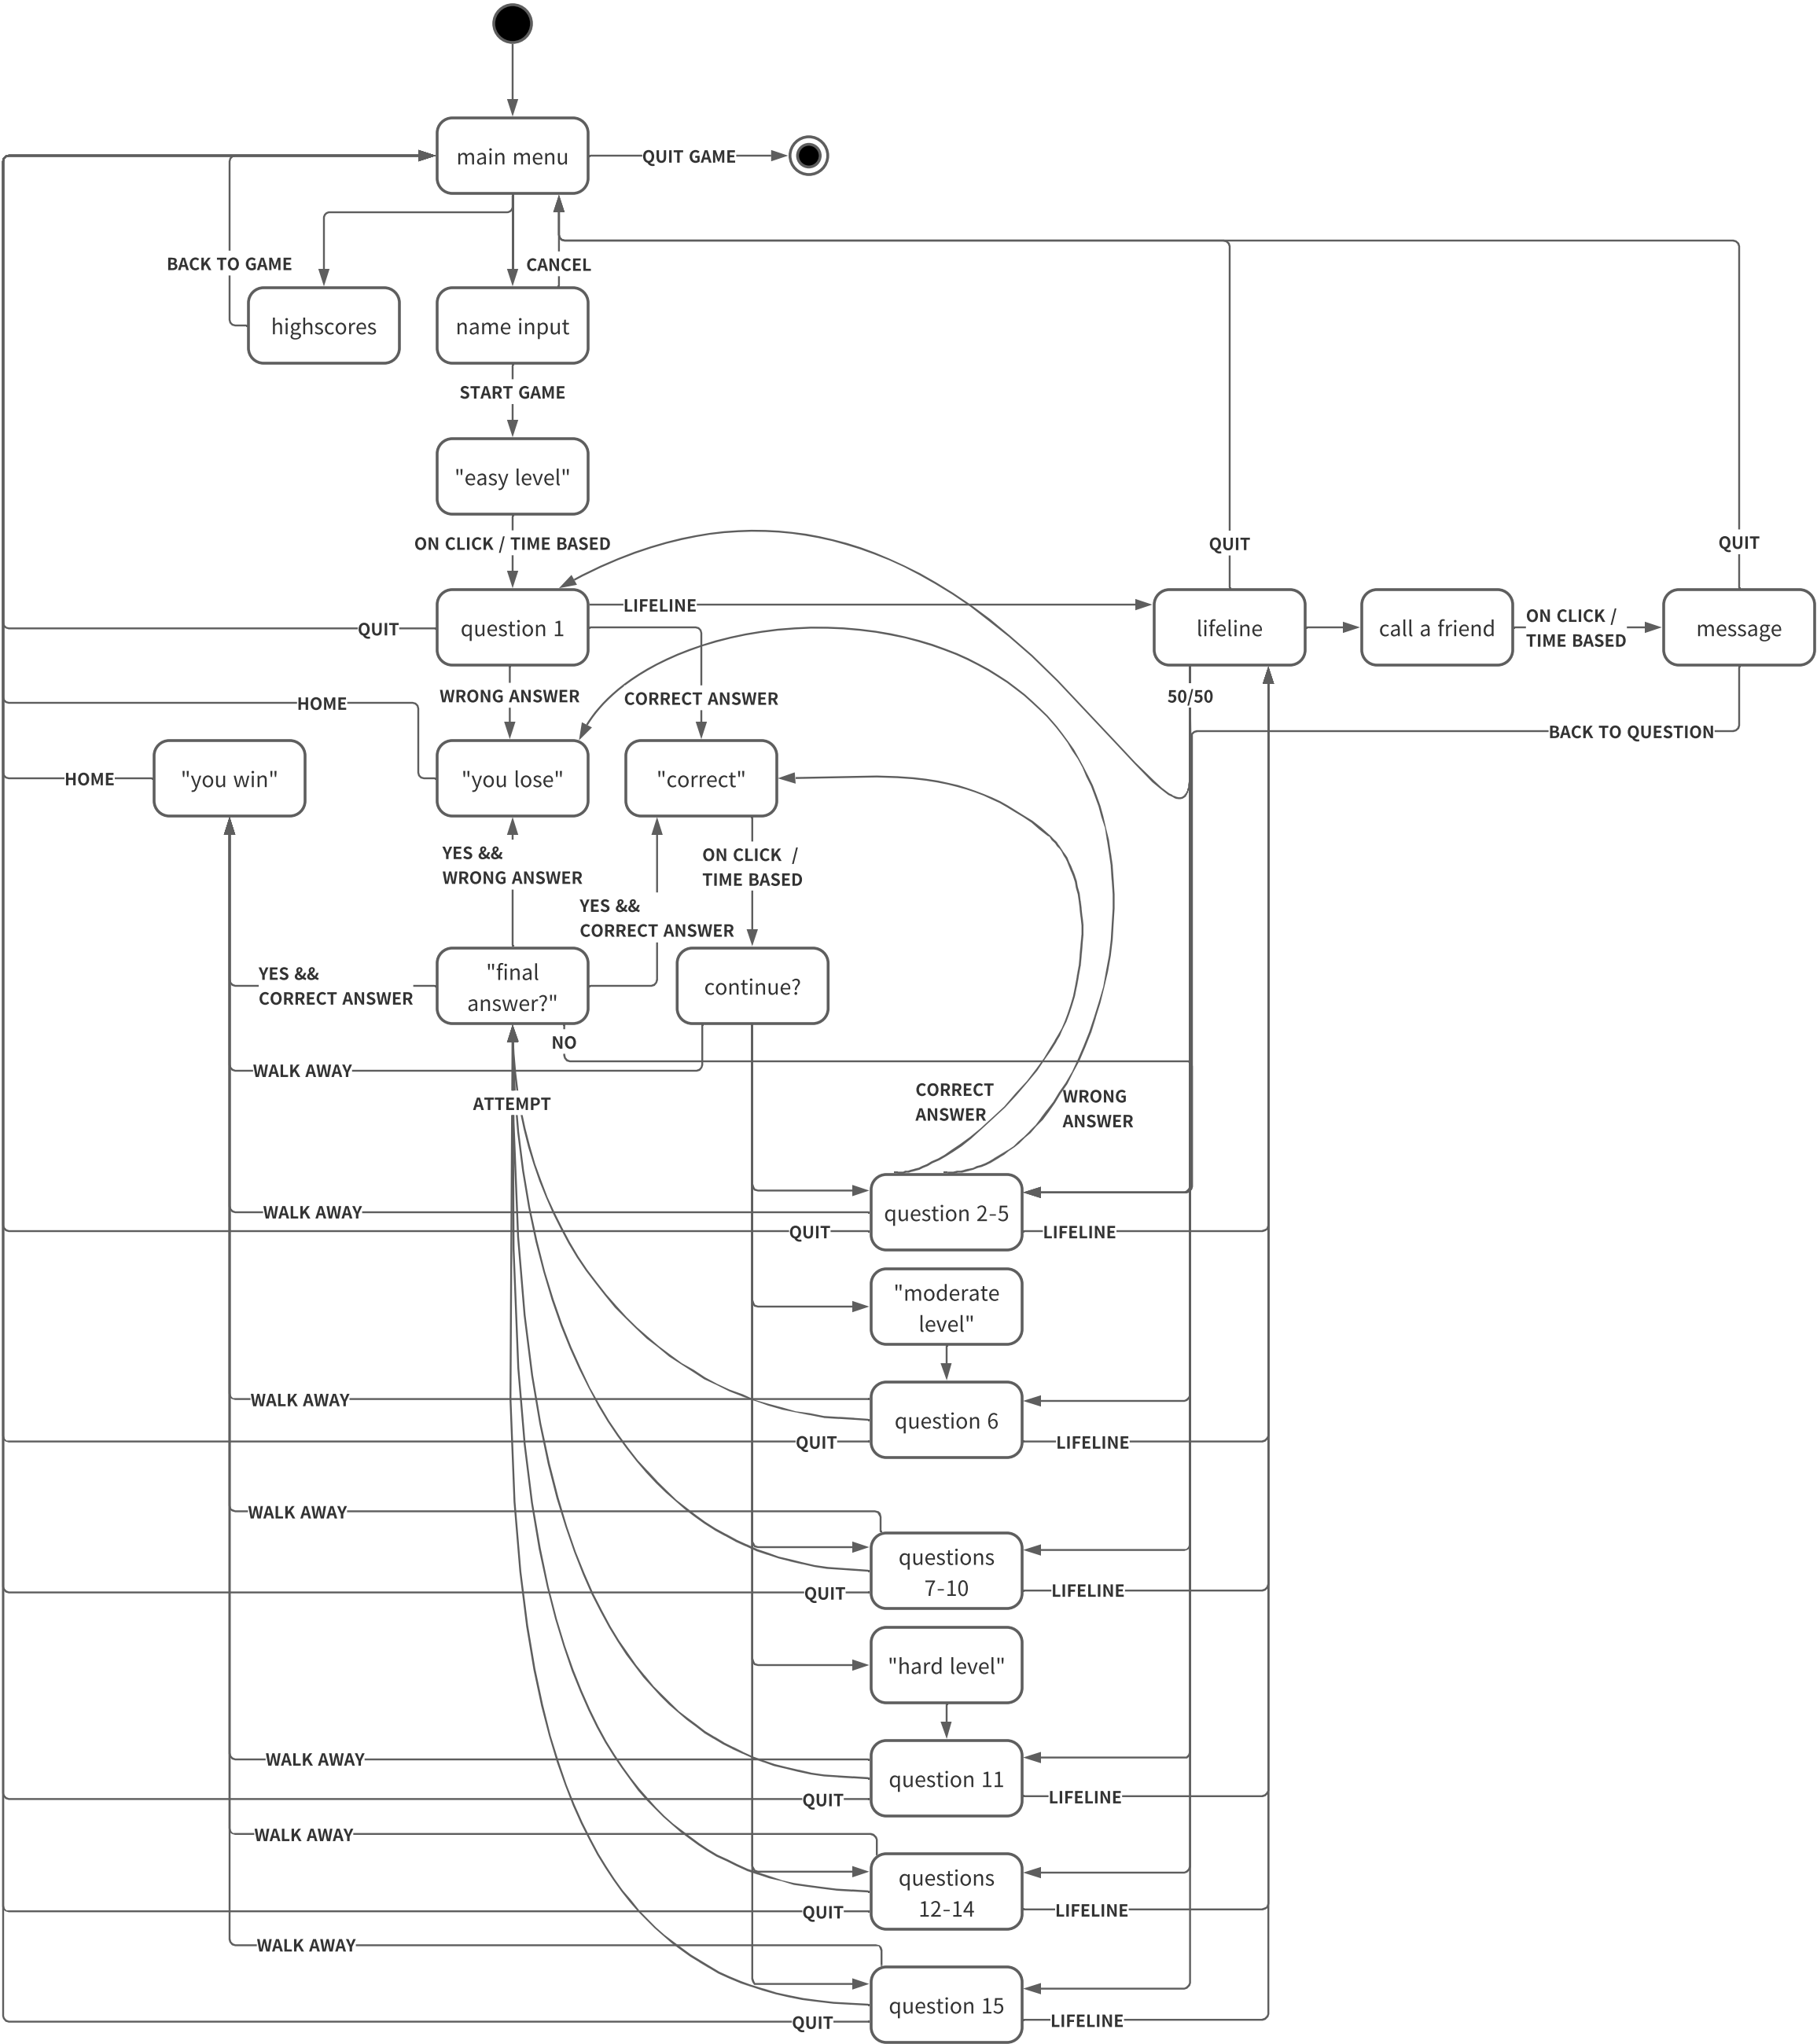 main menu
QUIT GAME
BACK TO GAME
CANCEL
highscores
name input
START GAME
"easy level"
ON CLICK / TIME BASED
QUIT
QUIT
question 1
LIFELINE
lifeline
call a friend
ON CLICK /
TIME BASED
message
QUIT
WRONG ANSWER
CORRECT ANSWER
50/50
HOME
BACK TO QUESTION
HOME
"you win"
"you lose"
"correct"
YES &&
WRONG ANSWER
ON CLICK /
TIME BASED
YES &&
CORRECT ANSWER
YES &&
CORRECT ANSWER
"final
answer?"
continue?
NO
WALK AWAY
ATTEMPT
CORRECT
ANSWER
WRONG
ANSWER
WALK AWAY
question 2-5
QUIT
LIFELINE
"moderate
level"
WALK AWAY
question 6
QUIT
LIFELINE
WALK AWAY
questions
7-10
QUIT
LIFELINE
"hard level"
WALK AWAY
question 11
QUIT
LIFELINE
WALK AWAY
questions
12-14
QUIT
LIFELINE
WALK AWAY
question 15
QUIT
LIFELINE